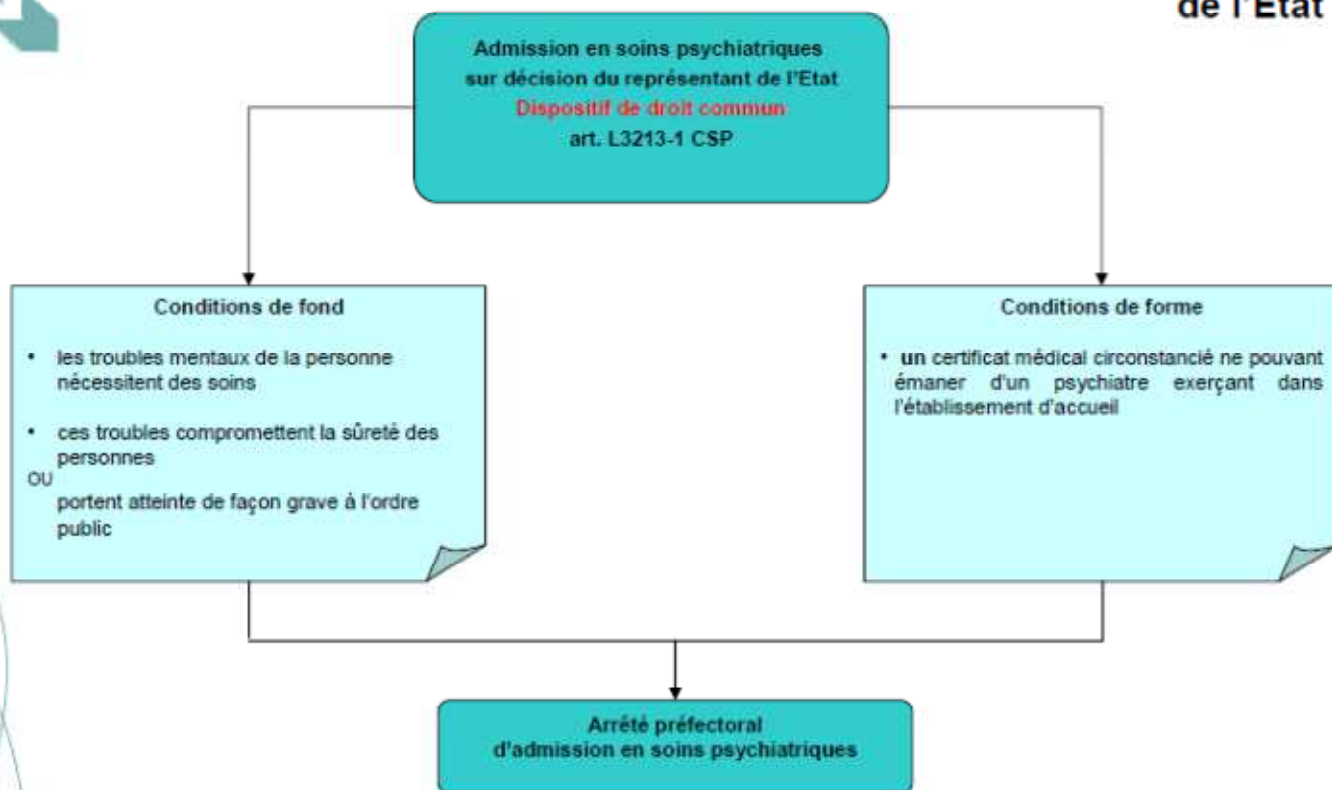 de l'Etat
Admission en soins psychiatriques
sur décision du représentant de l'Etat
Dispositif de droit commun
art. L3213-1 CSP
Conditions de fond
• les troubles mentaux de la personne
nécessitent des soins
• ces troubles compromettent la sûreté des
personnes
OU
portent atteinte de façon grave à l'ordre
public
Conditions de forme
• un certificat médical circonstancié ne pouvant
émaner d'un psychiatre exerçant dans
l'établissement d'accueil
Arrêté préfectoral
d'admission en soins psychiatriques